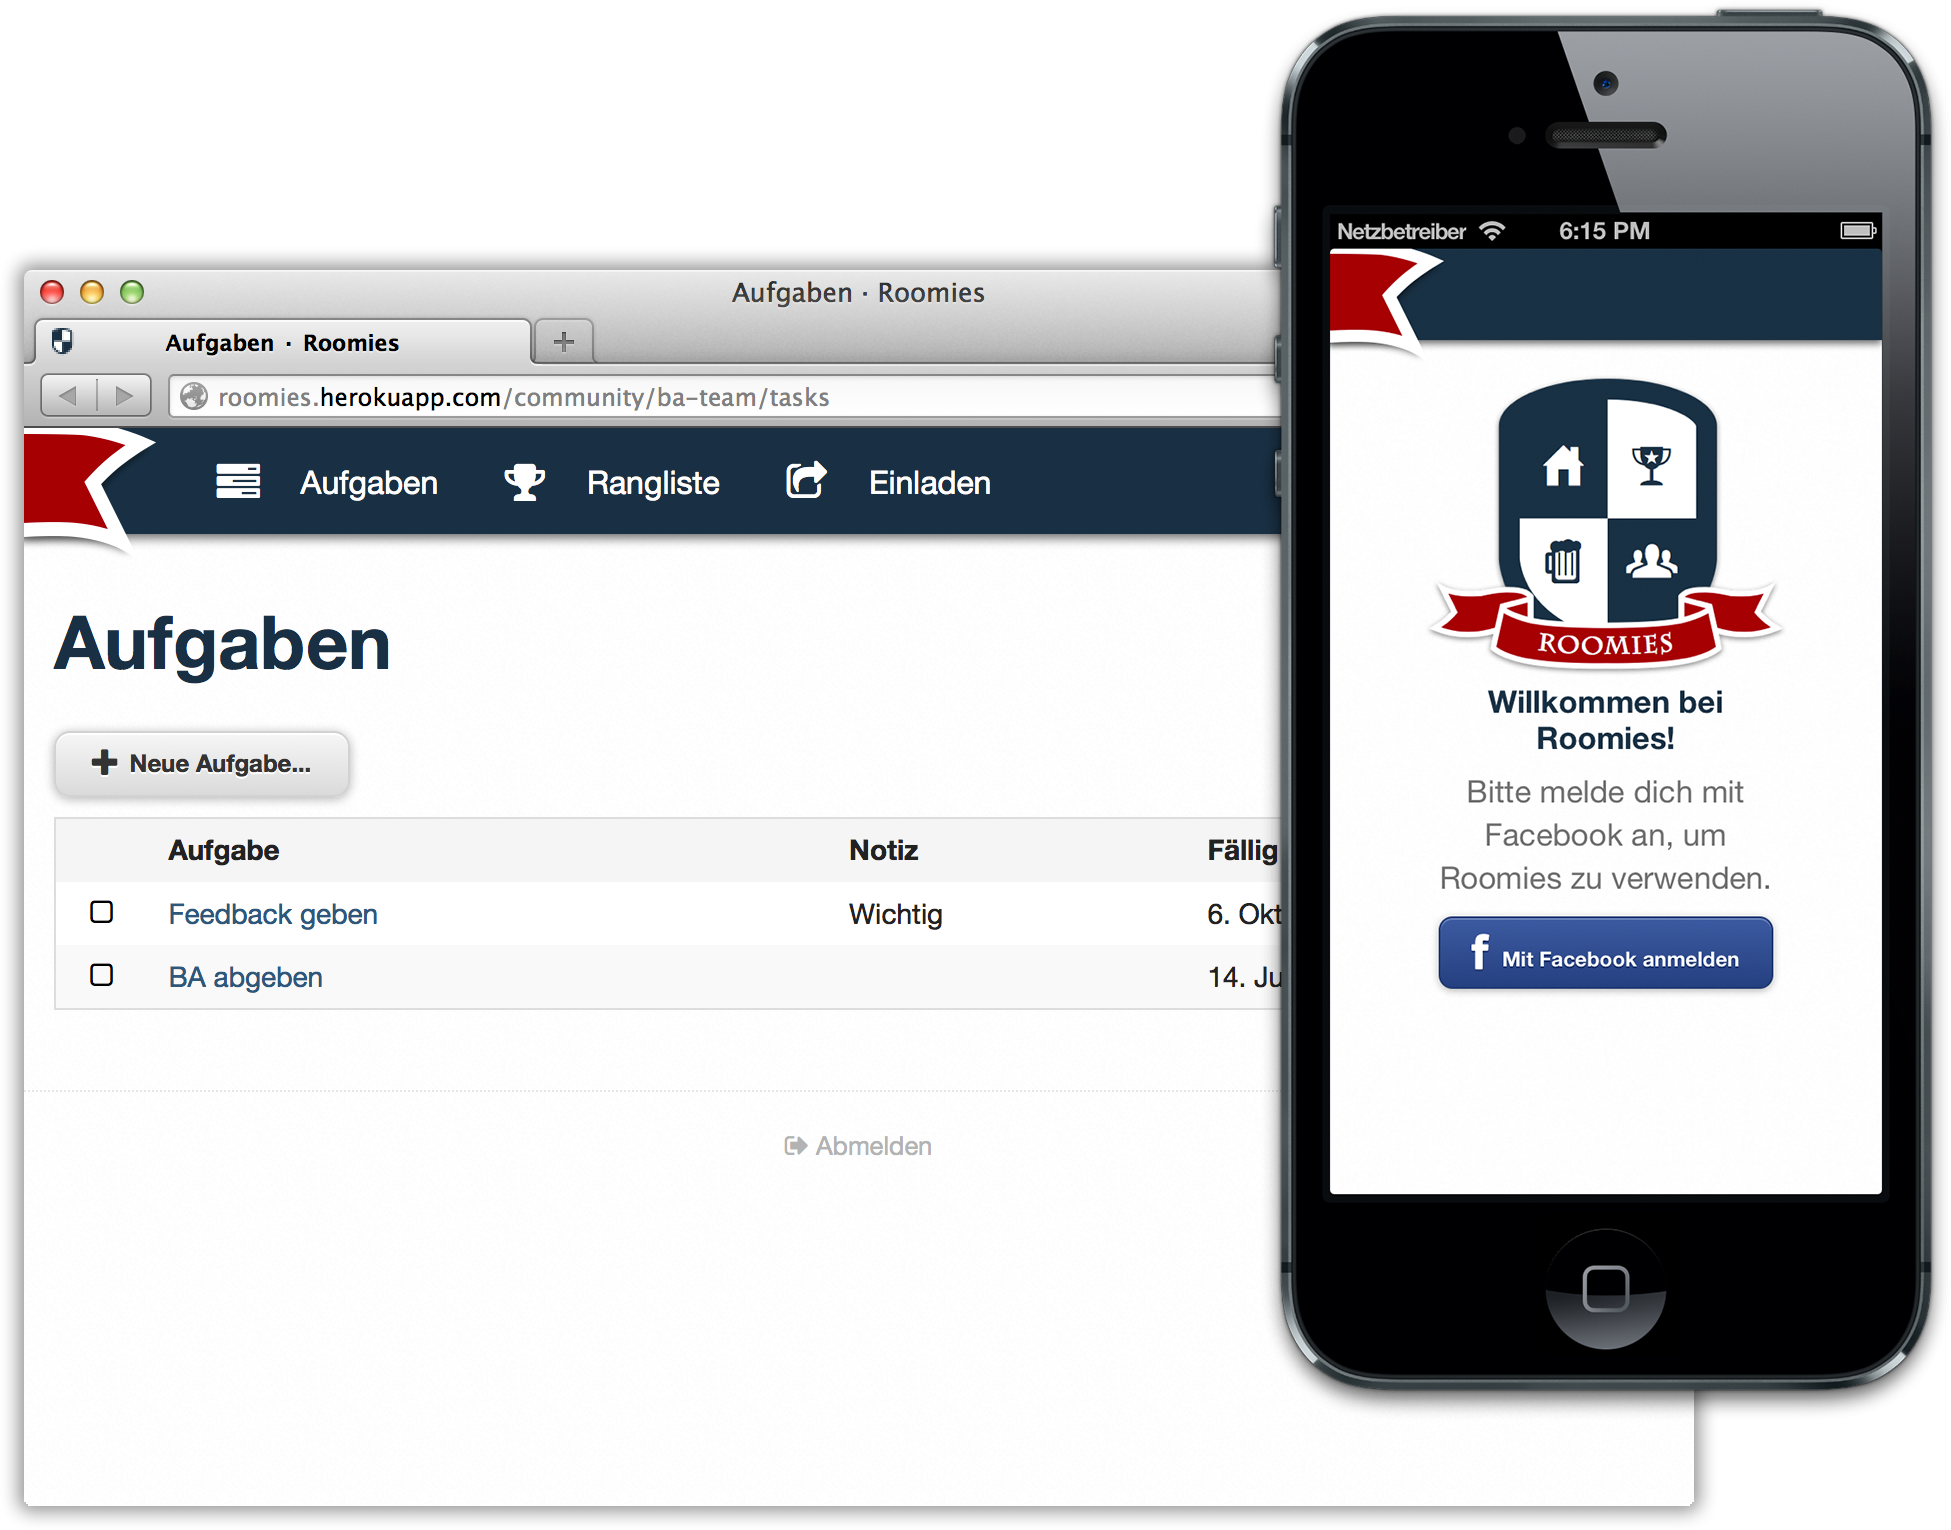 Aufgaben · Roomies
Aufgaben · Roomies
roomies.herokuapp.com/community/ba-team/tasks
Aufgaben Rangliste Einladen
Aufgaben
Neue Aufgabe...
Aufgabe Notiz Fällig
Feedback geben Wichtig 6. Okt
BA abgeben 14. Ju
Abmelden
Netzbetreiber 6:15 PM
ROOMIES
Willkommen bei
Roomies!
Bitte melde dich mit
Facebook an, um
Roomies zu verwenden.
f Mit Facebook anmelden